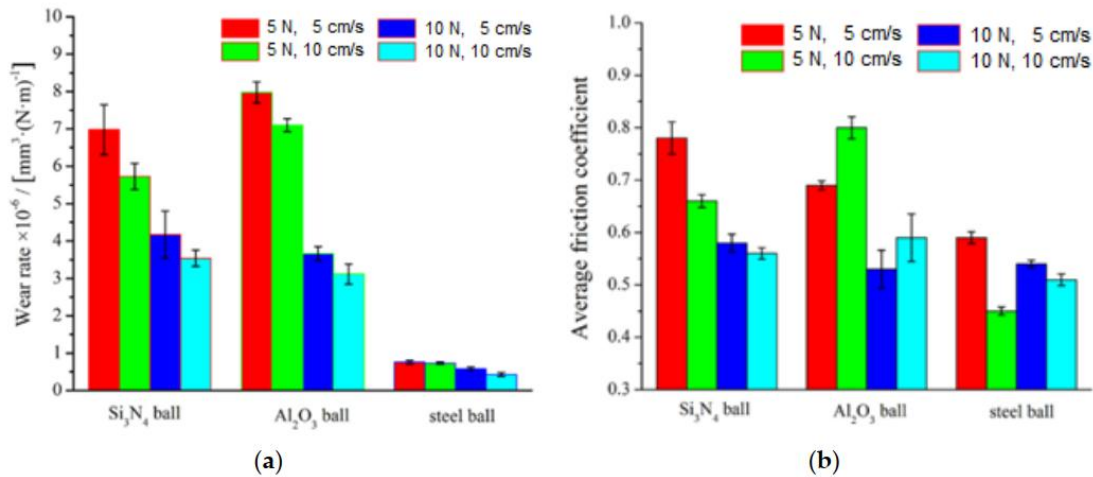 5 N, 5 cm/s 10 N, 5 cm/s
5 N, 10 cm/s 10 N, 10 cm/s
Wear rate ×10⁻⁶ / [mm³·(N·m)⁻¹]
10
9
8
7
6
5
4
3
2
1
0
Si₃N₄ ball Al₂O₃ ball steel ball
(a)
5 N, 5 cm/s 10 N, 5 cm/s
5 N, 10 cm/s 10 N, 10 cm/s
Average friction coefficient
1.0
0.9
0.8
0.7
0.6
0.5
0.4
0.3
Si₃N₄ ball Al₂O₃ ball steel ball
(b)